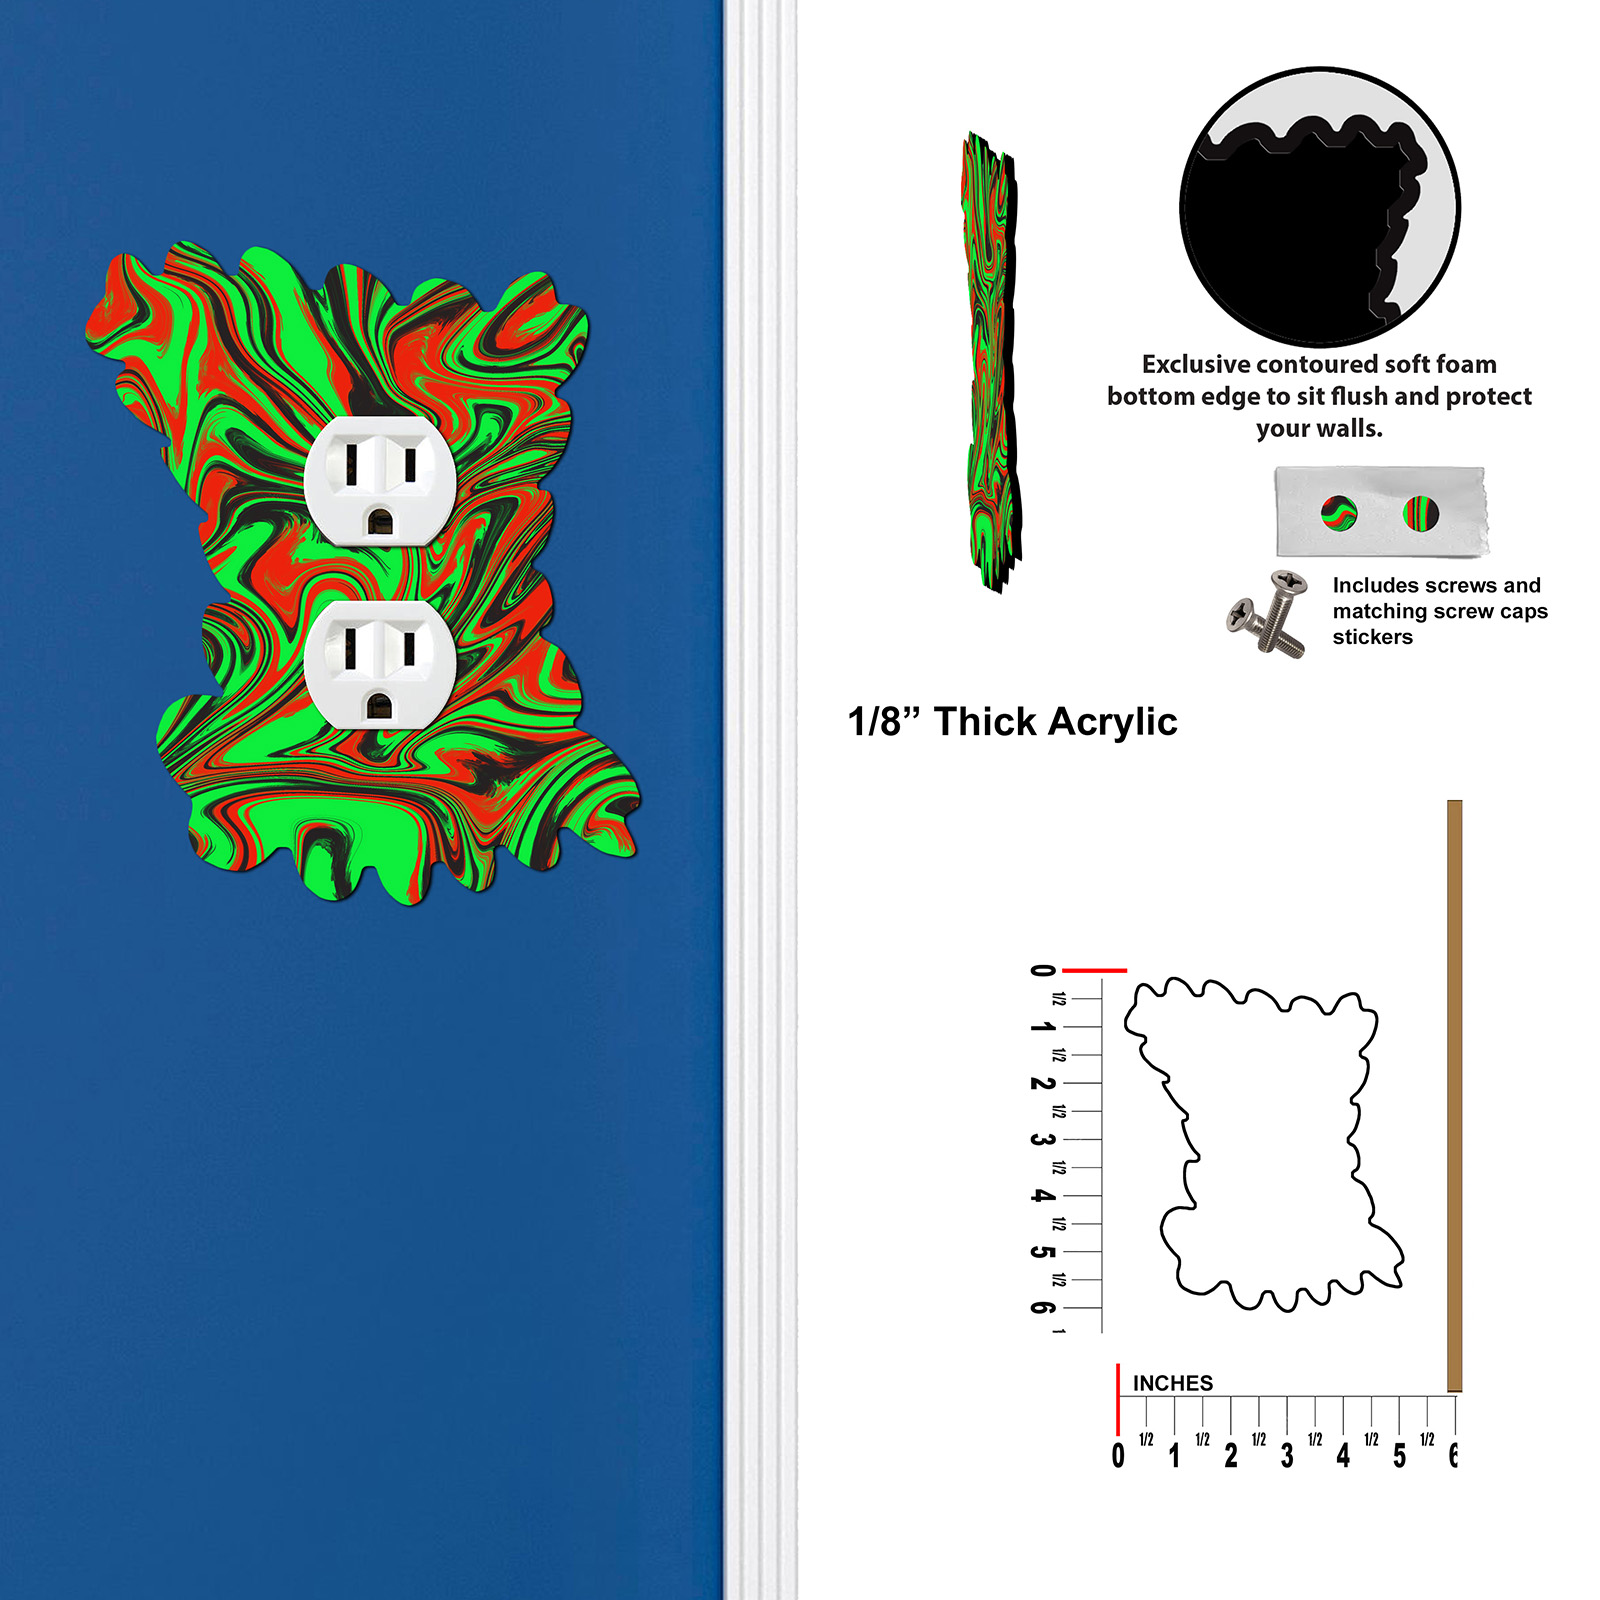 Exclusive contoured soft foam
bottom edge to sit flush and protect
your walls.
Includes screws and
matching screw caps
stickers
1/8” Thick Acrylic
0
1/2
1
1/2
2
1/2
3
1/2
4
1/2
5
1/2
6
1
INCHES
0 1/2 1 1/2 2 1/2 3 1/2 4 1/2 5 1/2 6